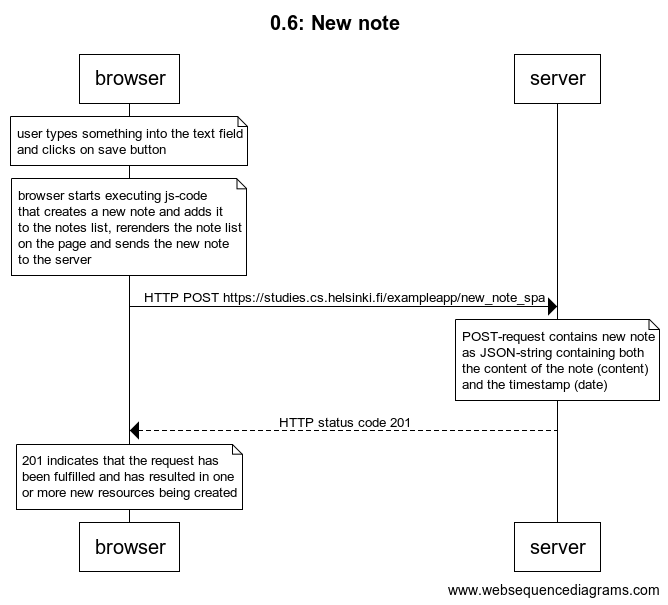 0.6: New note
browser
server
user types something into the text field
and clicks on save button
browser starts executing js-code
that creates a new note and adds it
to the notes list, rerenders the note list
on the page and sends the new note
to the server
HTTP POST https://studies.cs.helsinki.fi/exampleapp/new_note_spa
POST-request contains new note
as JSON-string containing both
the content of the note (content)
and the timestamp (date)
HTTP status code 201
201 indicates that the request has
been fulfilled and has resulted in one
or more new resources being created
browser
server
www.websequencediagrams.com